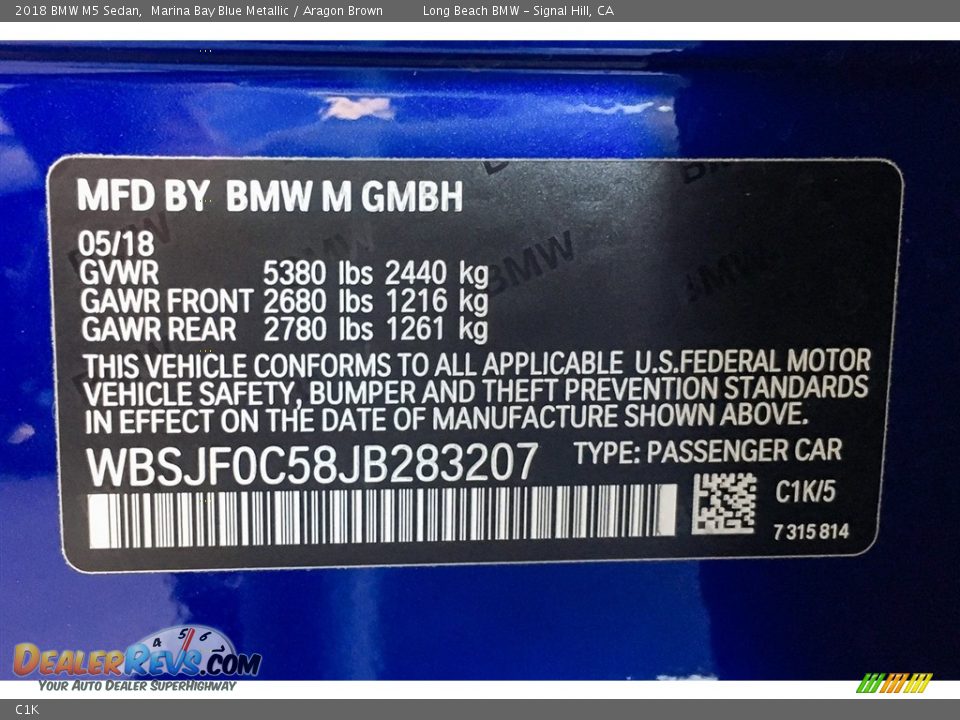 2018 BMW M5 Sedan, Marina Bay Blue Metallic / Aragon Brown Long Beach BMW – Signal Hill, CA
MFD BY BMW M GMBH
05/18
GVWR 5380 lbs 2440 kg
GAWR FRONT 2680 lbs 1216 kg
GAWR REAR 2780 lbs 1261 kg
THIS VEHICLE CONFORMS TO ALL APPLICABLE U.S.FEDERAL MOTOR
VEHICLE SAFETY, BUMPER AND THEFT PREVENTION STANDARDS
IN EFFECT ON THE DATE OF MANUFACTURE SHOWN ABOVE.
WBSJF0C58JB283207 TYPE: PASSENGER CAR
C1K/5
7315814
4 5 6
DEALERREVS.COM
YOUR AUTO DEALER SUPERHIGHWAY
C1K